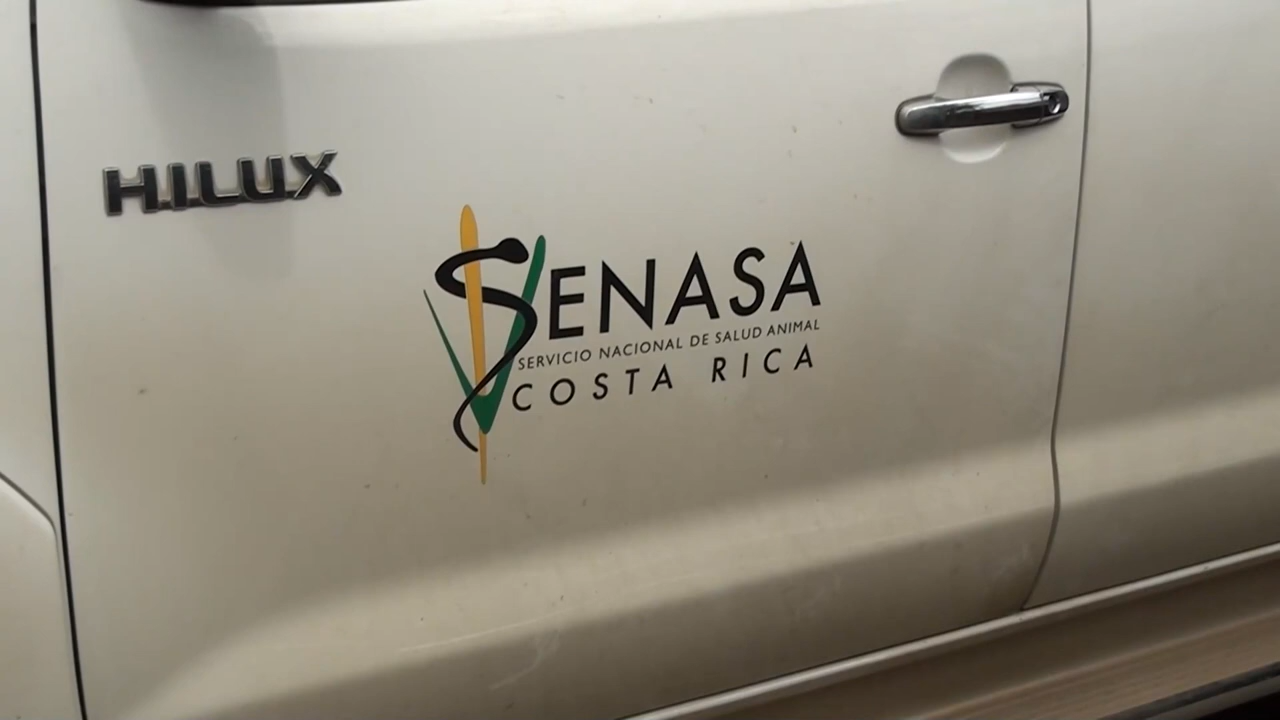 HILUX
SENASA
SERVICIO NACIONAL DE SALUD ANIMAL
COSTA RICA